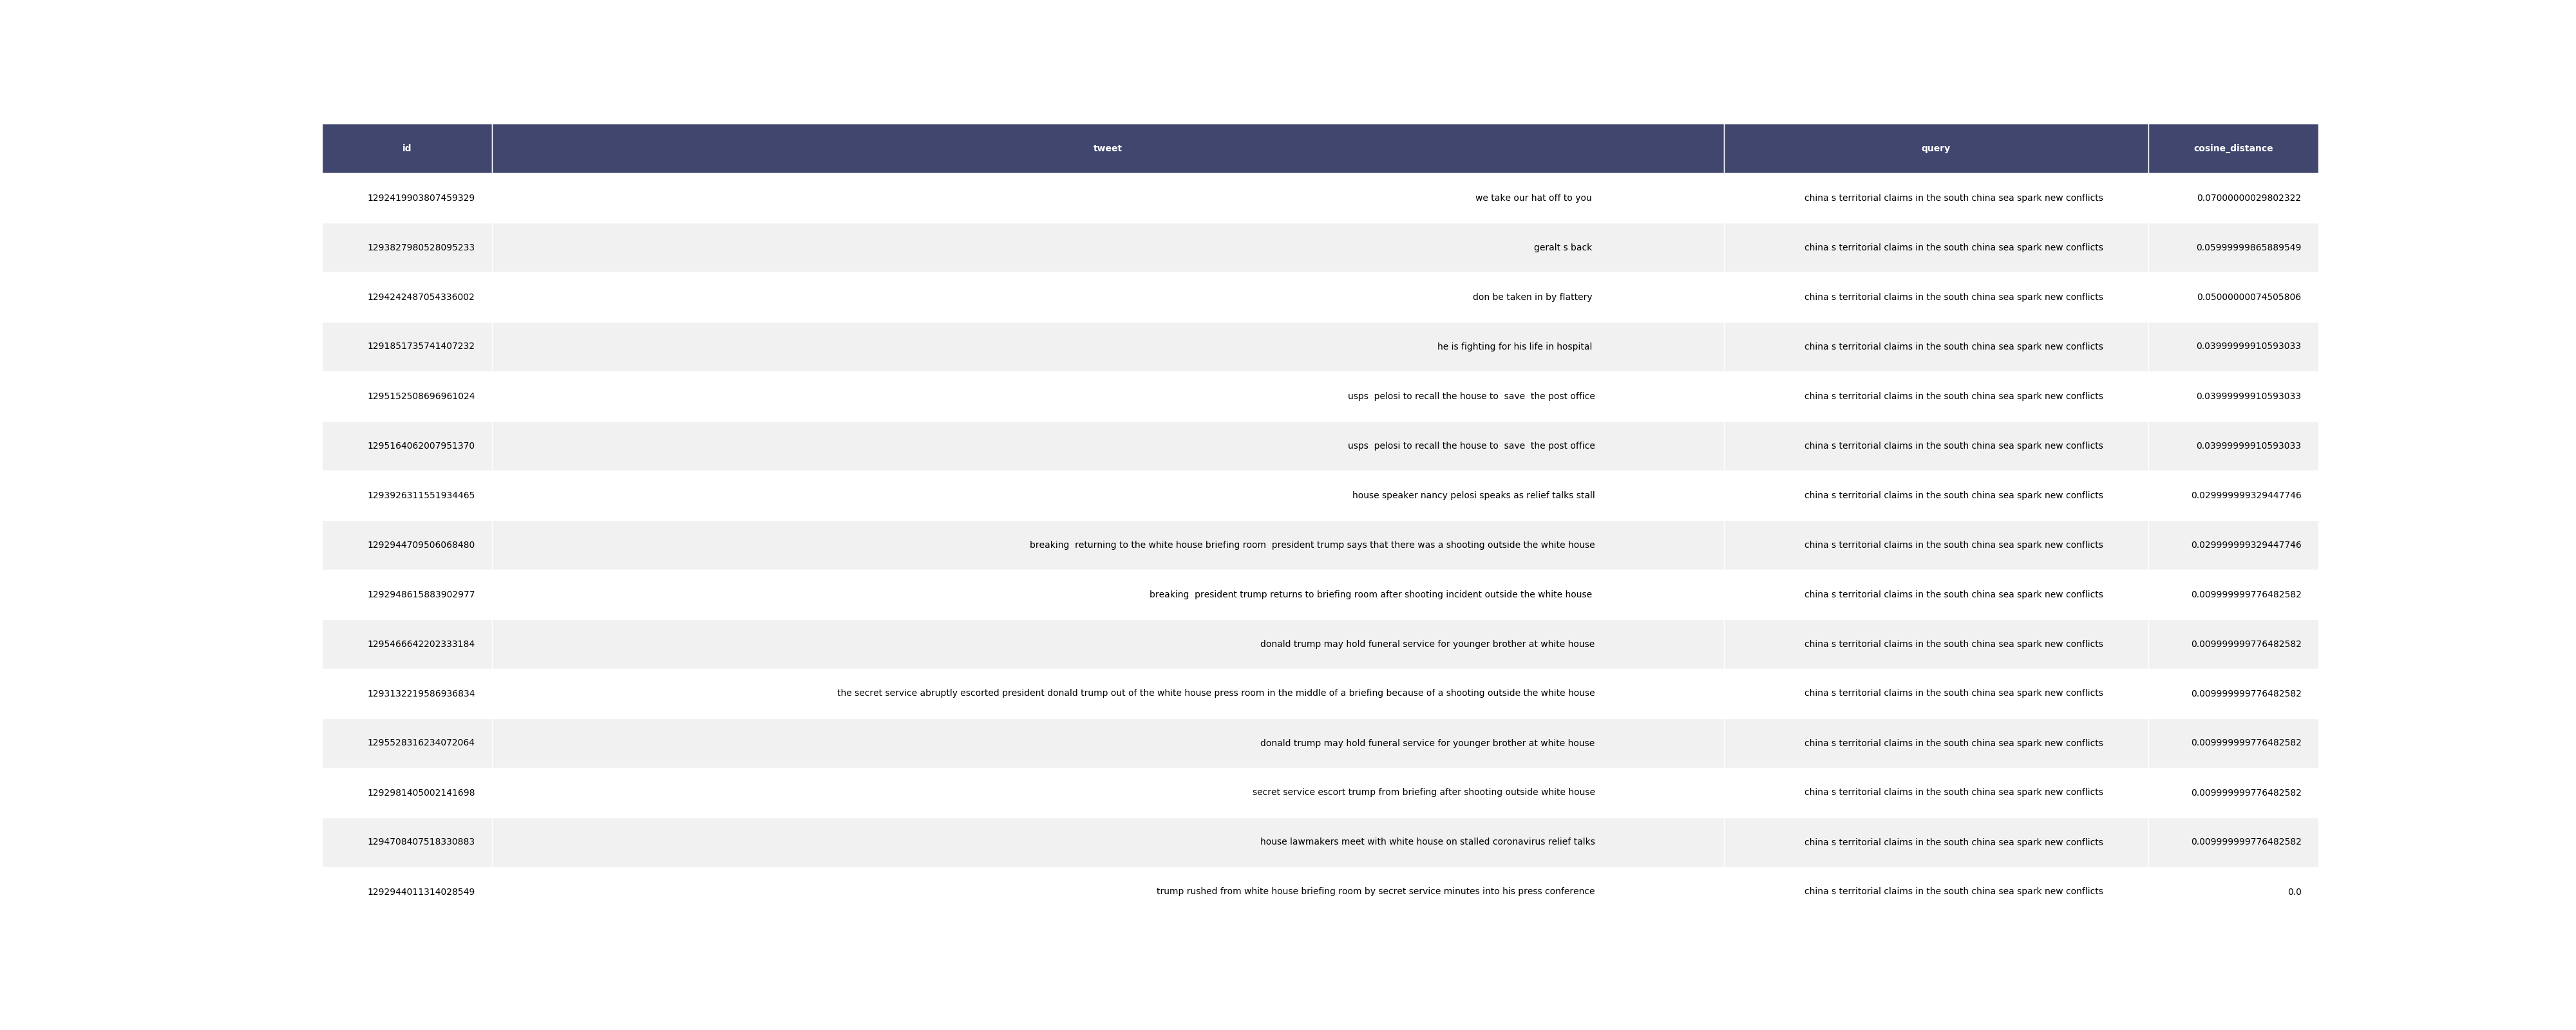 id tweet query cosine_distance
1292419903807459329 we take our hat off to you china s territorial claims in the south china sea spark new conflicts 0.07000000029802322
1293827980528095233 geralt s back china s territorial claims in the south china sea spark new conflicts 0.05999999865889549
1294242487054336002 don be taken in by flattery china s territorial claims in the south china sea spark new conflicts 0.05000000074505806
1291851735741407232 he is fighting for his life in hospital china s territorial claims in the south china sea spark new conflicts 0.03999999910593033
1295152508696961024 usps  pelosi to recall the house to  save  the post office china s territorial claims in the south china sea spark new conflicts 0.03999999910593033
1295164062007951370 usps  pelosi to recall the house to  save  the post office china s territorial claims in the south china sea spark new conflicts 0.03999999910593033
1293926311551934465 house speaker nancy pelosi speaks as relief talks stall china s territorial claims in the south china sea spark new conflicts 0.029999999329447746
1292944709506068480 breaking  returning to the white house briefing room  president trump says that there was a shooting outside the white house china s territorial claims in the south china sea spark new conflicts 0.029999999329447746
1292948615883902977 breaking  president trump returns to briefing room after shooting incident outside the white house china s territorial claims in the south china sea spark new conflicts 0.009999999776482582
1295466642202333184 donald trump may hold funeral service for younger brother at white house china s territorial claims in the south china sea spark new conflicts 0.009999999776482582
1293132219586936834 the secret service abruptly escorted president donald trump out of the white house press room in the middle of a briefing because of a shooting outside the white house china s territorial claims in the south china sea spark new conflicts 0.009999999776482582
1295528316234072064 donald trump may hold funeral service for younger brother at white house china s territorial claims in the south china sea spark new conflicts 0.009999999776482582
1292981405002141698 secret service escort trump from briefing after shooting outside white house china s territorial claims in the south china sea spark new conflicts 0.009999999776482582
1294708407518330883 house lawmakers meet with white house on stalled coronavirus relief talks china s territorial claims in the south china sea spark new conflicts 0.009999999776482582
1292944011314028549 trump rushed from white house briefing room by secret service minutes into his press conference china s territorial claims in the south china sea spark new conflicts 0.0